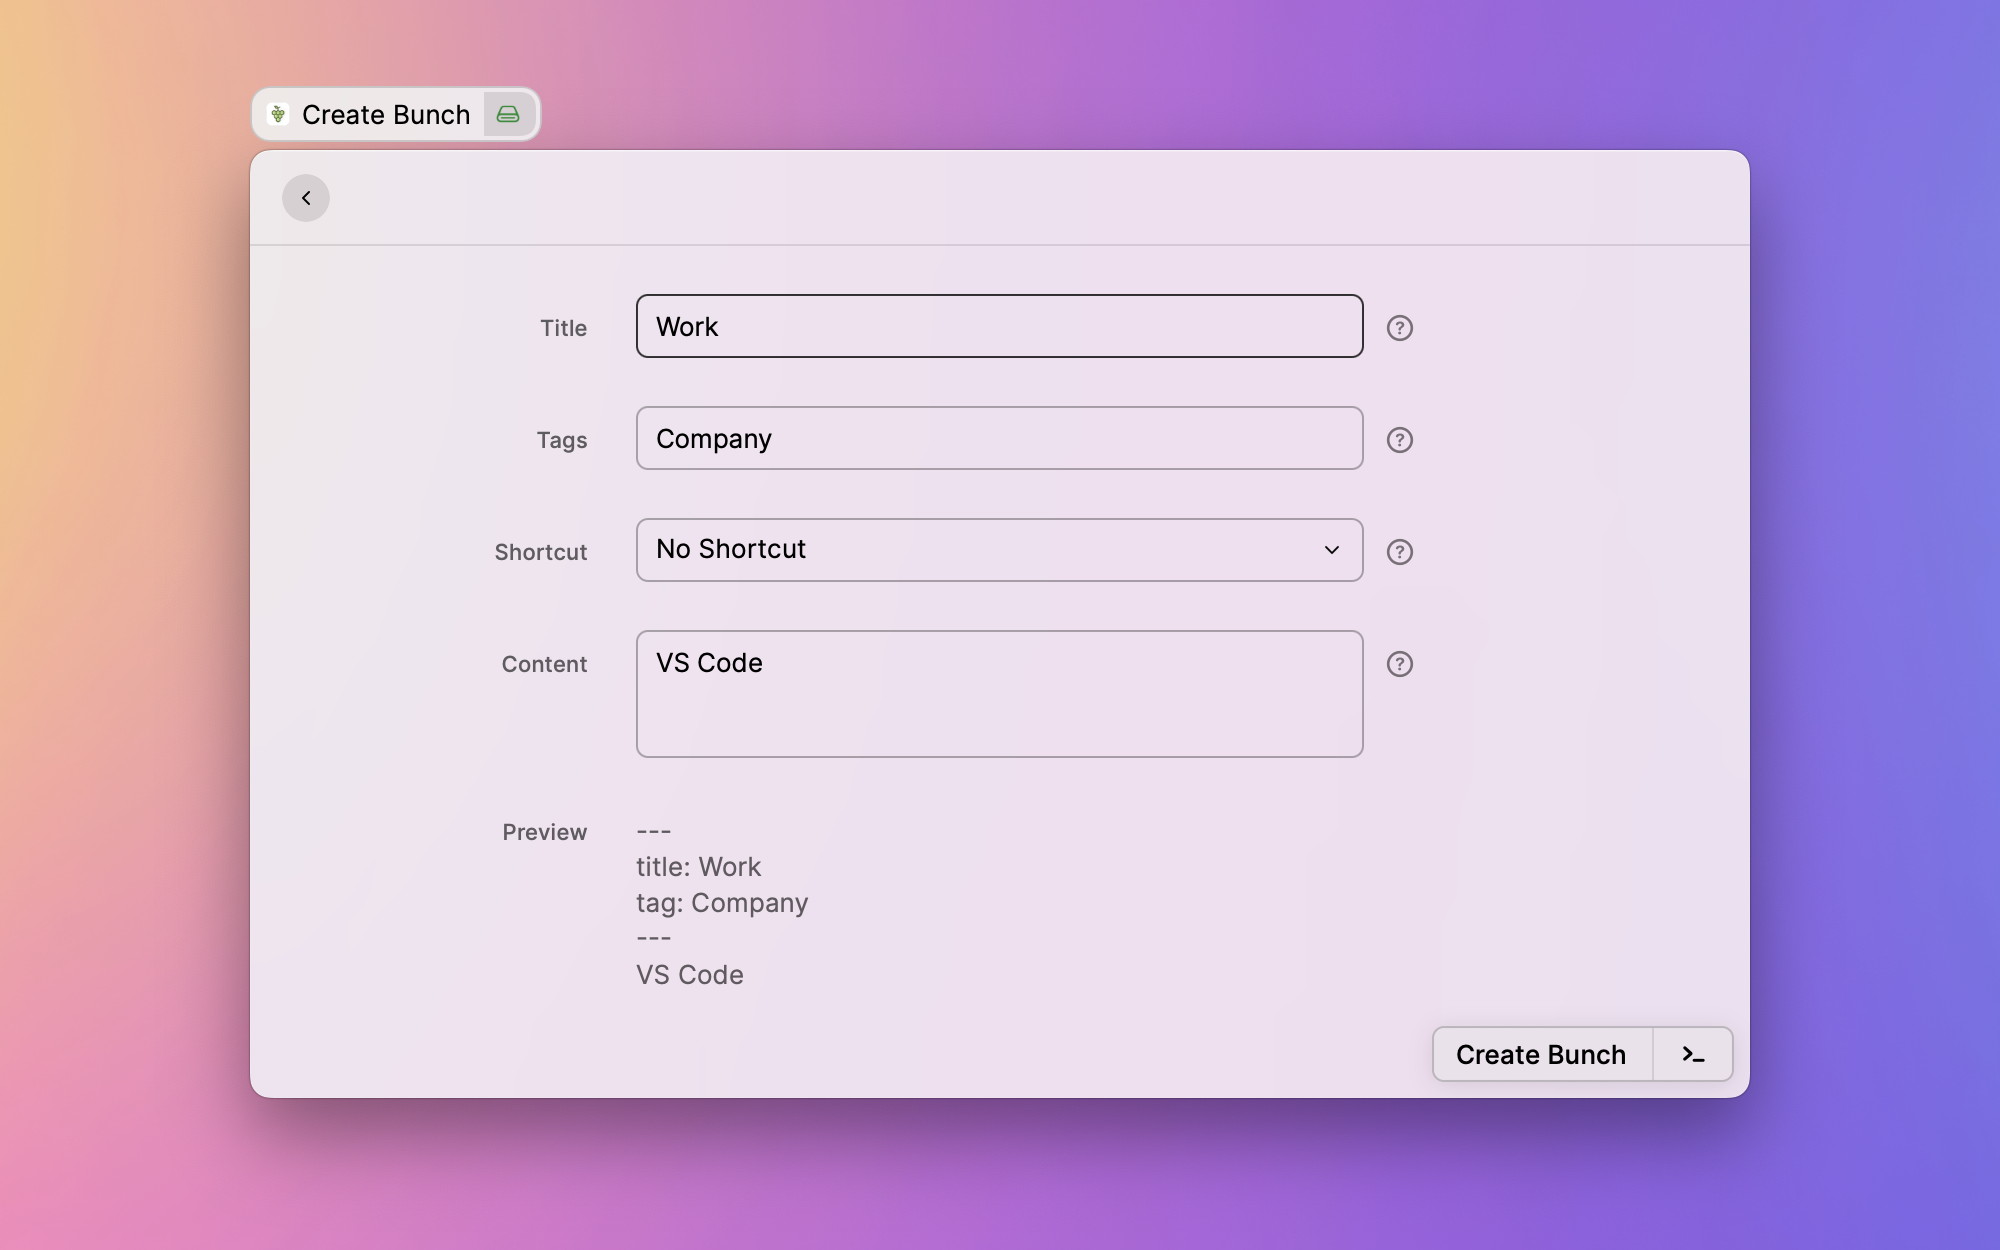 Create Bunch
Title
Work
Tags
Company
Shortcut
No Shortcut
Content
VS Code
Preview
---
title: Work
tag: Company
---
VS Code
Create Bunch